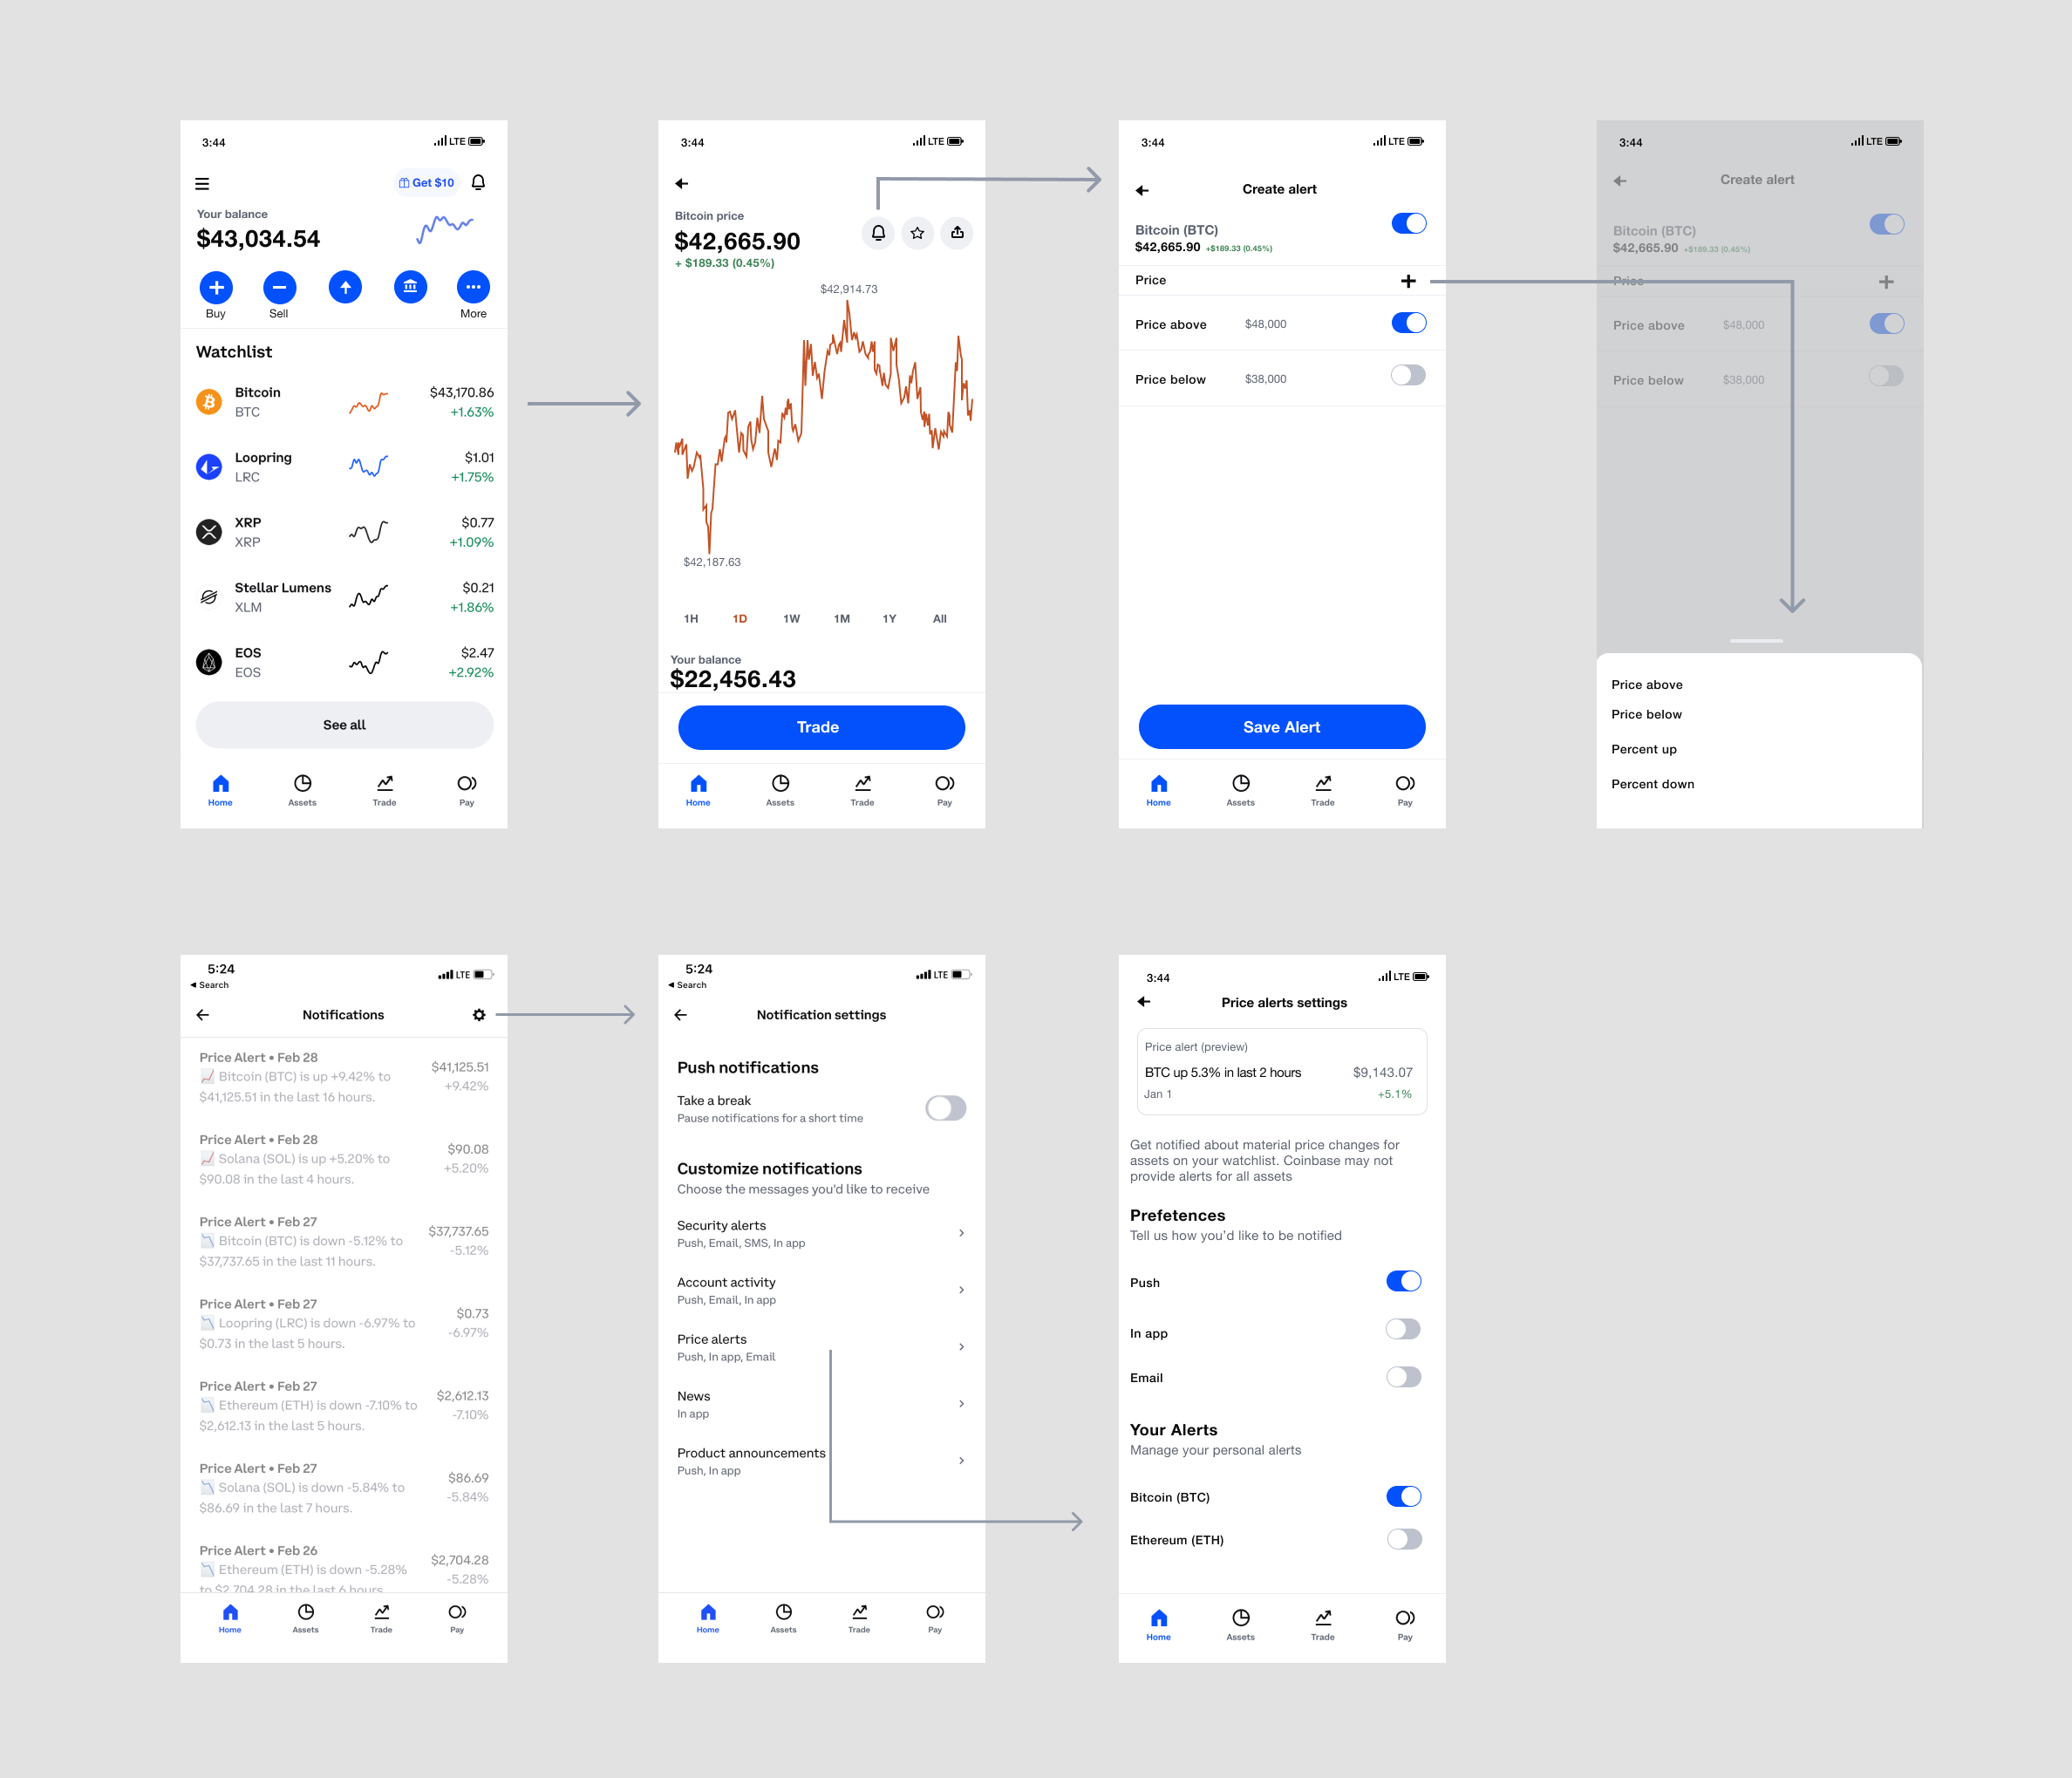 3:44
LTE
Get $10
Your balance
$43,034.54
Buy
Sell
More
Watchlist
Bitcoin
$43,170.86
BTC
+1.63%
Loopring
$1.01
LRC
+1.75%
XRP
$0.77
XRP
+1.09%
Stellar Lumens
$0.21
XLM
+1.86%
EOS
$2.47
EOS
+2.92%
See all
Home
Assets
Trade
Pay
3:44
LTE
Bitcoin price
$42,665.90
+ $189.33 (0.45%)
$42,914.73
$42,187.63
1H 1D 1W 1M 1Y All
Your balance
$22,456.43
Trade
Home
Assets
Trade
Pay
3:44
LTE
Create alert
Bitcoin (BTC)
$42,665.90 +$189.33 (0.45%)
Price
Price above $48,000
Price below $38,000
Save Alert
Home
Assets
Trade
Pay
3:44
LTE
Create alert
Bitcoin (BTC)
$42,665.90 +$189.33 (0.45%)
Price
Price above $48,000
Price below $38,000
Price above
Price below
Percent up
Percent down
5:24
LTE
Search
Notifications
Price Alert • Feb 28
Bitcoin (BTC) is up +9.42% to
$41,125.51 in the last 16 hours.
$41,125.51
+9.42%
Price Alert • Feb 28
Solana (SOL) is up +5.20% to
$90.08 in the last 4 hours.
$90.08
+5.20%
Price Alert • Feb 27
Bitcoin (BTC) is down -5.12% to
$37,737.65 in the last 11 hours.
$37,737.65
-5.12%
Price Alert • Feb 27
Loopring (LRC) is down -6.97% to
$0.73 in the last 5 hours.
$0.73
-6.97%
Price Alert • Feb 27
Ethereum (ETH) is down -7.10% to
$2,612.13 in the last 5 hours.
$2,612.13
-7.10%
Price Alert • Feb 27
Solana (SOL) is down -5.84% to
$86.69 in the last 7 hours.
$86.69
-5.84%
Price Alert • Feb 26
Ethereum (ETH) is down -5.28%
to $2,704.28 in the last 6 hours
$2,704.28
-5.28%
Home
Assets
Trade
Pay
5:24
LTE
Search
Notification settings
Push notifications
Take a break
Pause notifications for a short time
Customize notifications
Choose the messages you'd like to receive
Security alerts
Push, Email, SMS, In app
Account activity
Push, Email, In app
Price alerts
Push, In app, Email
News
In app
Product announcements
Push, In app
Home
Assets
Trade
Pay
3:44
LTE
Price alerts settings
Price alert (preview)
BTC up 5.3% in last 2 hours
$9,143.07
Jan 1
+5.1%
Get notified about material price changes for
assets on your watchlist. Coinbase may not
provide alerts for all assets
Prefetences
Tell us how you'd like to be notified
Push
In app
Email
Your Alerts
Manage your personal alerts
Bitcoin (BTC)
Ethereum (ETH)
Home
Assets
Trade
Pay